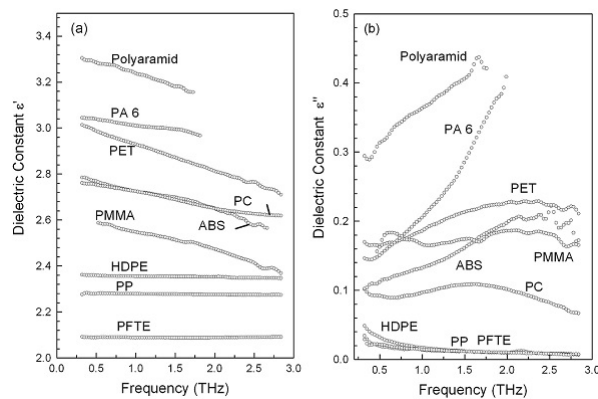 (a)
Dielectric Constant ε'
3.4
3.2
3.0
2.8
2.6
2.4
2.2
2.0
Polyaramid
PA 6
PET
PC
ABS
PMMA
HDPE
PP
PFTE
0.0 0.5 1.0 1.5 2.0 2.5 3.0
Frequency (THz)
(b)
Dielectric Constant ε"
0.5
0.4
0.3
0.2
0.1
0.0
Polyaramid
PA 6
PET
PMMA
ABS
PC
HDPE
PP
PFTE
0.0 0.5 1.0 1.5 2.0 2.5 3.0
Frequency (THz)